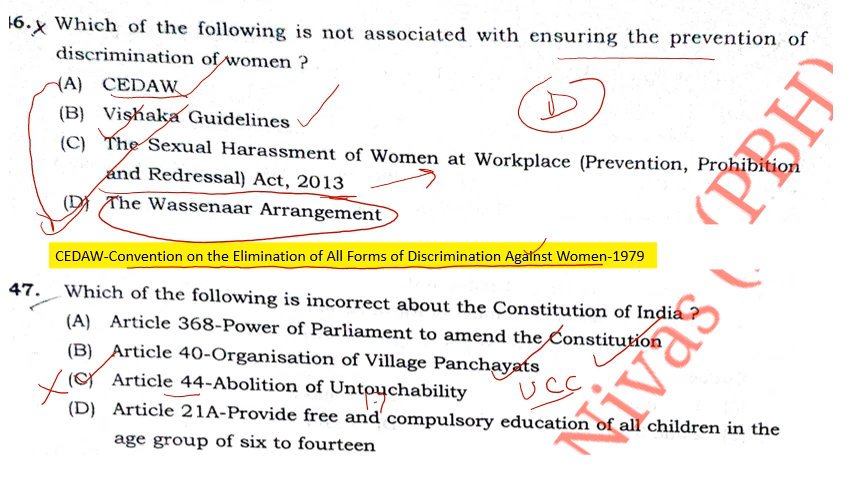 46. x Which of the following is not associated with ensuring the prevention of
discrimination of women ?
(A) CEDAW
(B) Vishaka Guidelines
D
(C) The Sexual Harassment of Women at Workplace (Prevention, Prohibition
and Redressal) Act, 2013
(D) The Wassenaar Arrangement
CEDAW-Convention on the Elimination of All Forms of Discrimination Against Women-1979
47. Which of the following is incorrect about the Constitution of India ?
(A) Article 368-Power of Parliament to amend the Constitution
(B) Article 40-Organisation of Village Panchayats
(C) Article 44-Abolition of Untouchability
UCC
17
(D) Article 21A-Provide free and compulsory education of all children in the
age group of six to fourteen
Nivas (PBH)